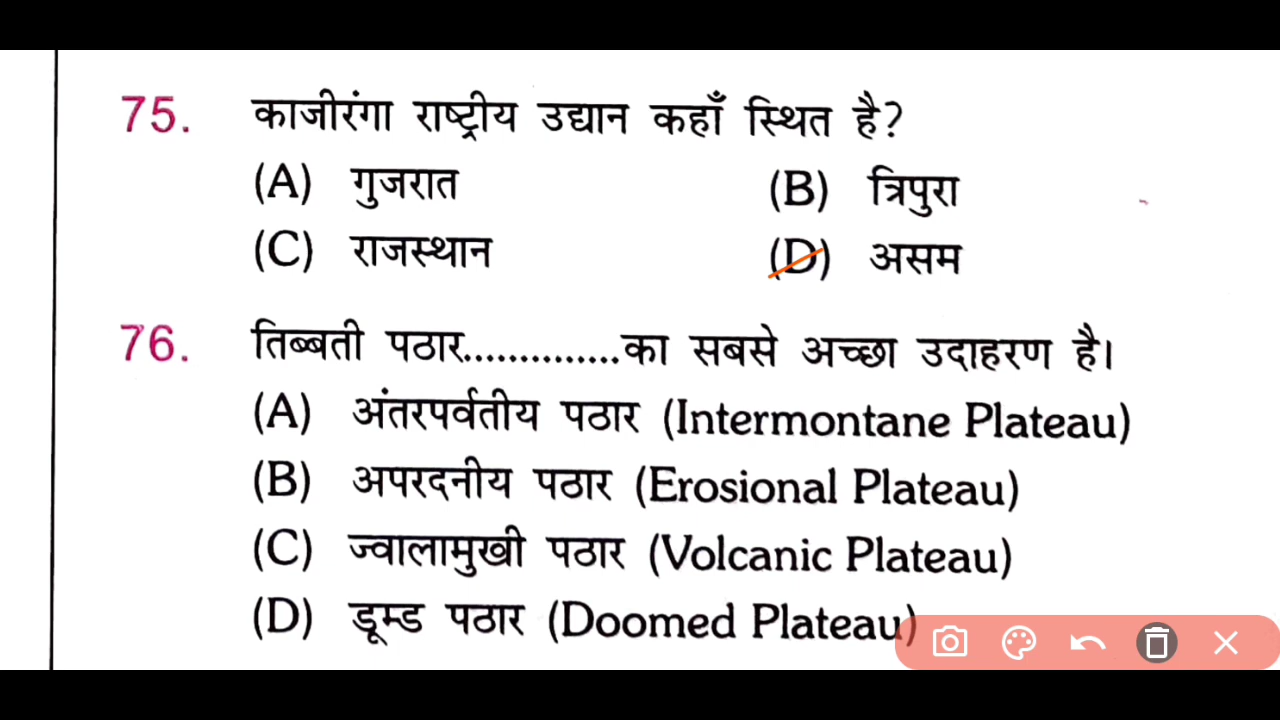 75. काजीरंगा राष्ट्रीय उद्यान कहाँ स्थित है?
(A) गुजरात (B) त्रिपुरा
(C) राजस्थान (D) असम
76. तिब्बती पठार..............का सबसे अच्छा उदाहरण है।
(A) अंतरपर्वतीय पठार (Intermontane Plateau)
(B) अपरदनीय पठार (Erosional Plateau)
(C) ज्वालामुखी पठार (Volcanic Plateau)
(D) डूम्ड पठार (Doomed Plateau)